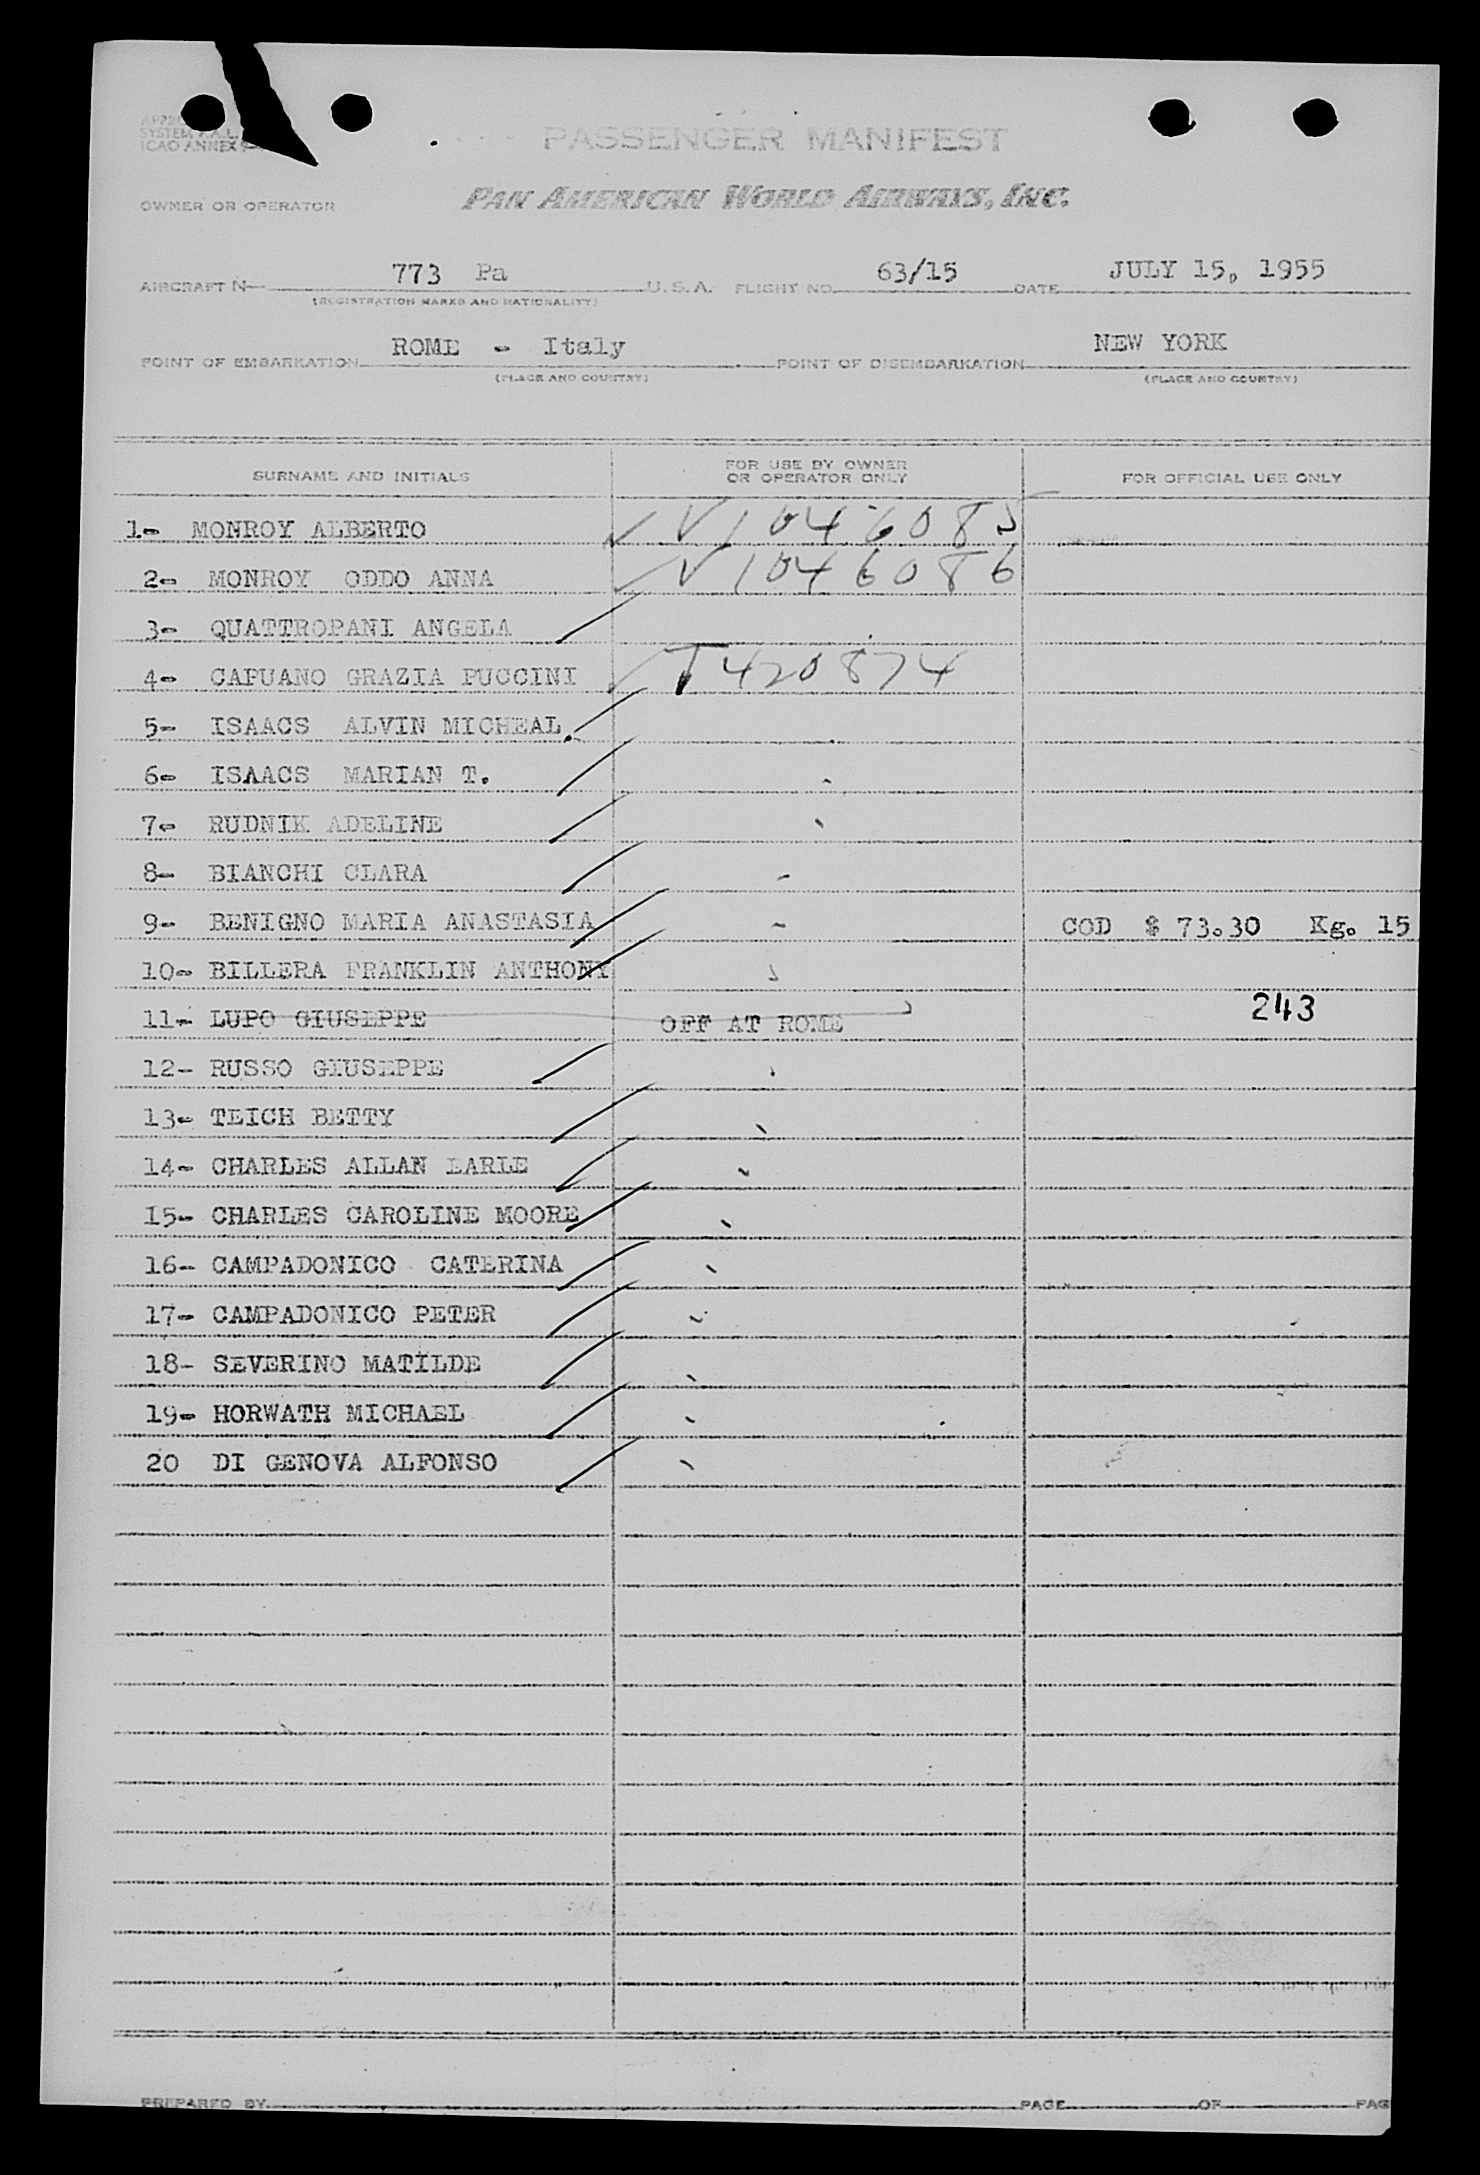 SYSTEM P.A.L.
ICAO ANNEX 9
PASSENGER MANIFEST
OWNER OR OPERATOR PAN AMERICAN WORLD AIRWAYS, INC.
AIRCRAFT N— 773 Pa U. S. A. FLIGHT NO. 63/15 DATE JULY 15, 1955
(REGISTRATION MARKS AND NATIONALITY)
POINT OF EMBARKATION ROME - Italy POINT OF DISEMBARKATION NEW YORK
(PLACE AND COUNTRY) (PLACE AND COUNTRY)
SURNAME AND INITIALS FOR USE BY OWNER OR OPERATOR ONLY FOR OFFICIAL USE ONLY
1- MONROY ALBERTO V1046085
2- MONROY ODDO ANNA V1046086
3- QUATTROPANI ANGELA
4- CAPUANO GRAZIA PUCCINI T420874
5- ISAACS ALVIN MICHEAL.
6- ISAACS MARIAN T.
7- RUDNIK ADELINE
8- BIANCHI CLARA
9- BENIGNO MARIA ANASTASIA COD $ 73.30 Kg. 15
10- BILLERA FRANKLIN ANTHONY
11- LUPO GIUSEPPE OFF AT ROME 243
12- RUSSO GIUSEPPE
13- TEICH BETTY
14- CHARLES ALLAN EARLE
15- CHARLES CAROLINE MOORE
16- CAMPADONICO CATERINA
17- CAMPADONICO PETER
18- SEVERINO MATILDE
19- HORWATH MICHAEL
20 DI GENOVA ALFONSO
PREPARED BY PAGE OF PAG